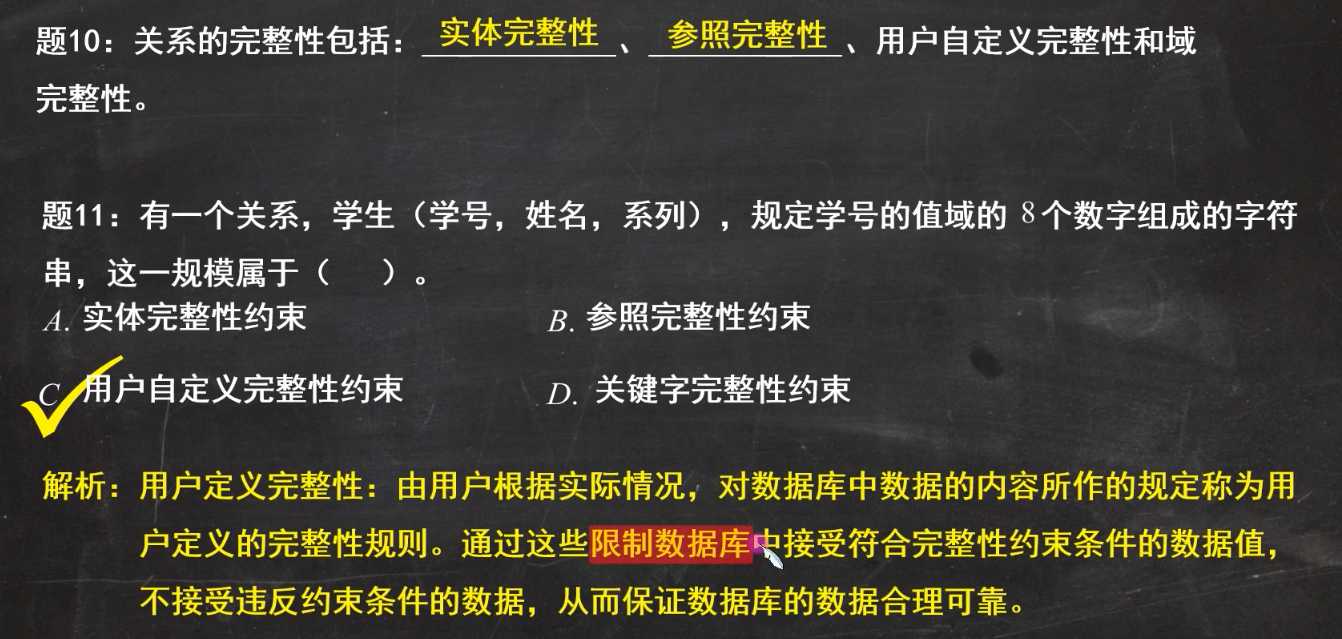 题10：关系的完整性包括：实体完整性、参照完整性、用户自定义完整性和域
完整性。
题11：有一个关系，学生（学号，姓名，系列），规定学号的值域的 8个数字组成的字符
串，这一规模属于（ ）。
A. 实体完整性约束
B. 参照完整性约束
C 用户自定义完整性约束
D. 关键字完整性约束
解析：用户定义完整性：由用户根据实际情况，对数据库中数据的内容所作的规定称为用
户定义的完整性规则。通过这些限制数据库中接受符合完整性约束条件的数据值，
不接受违反约束条件的数据，从而保证数据库的数据合理可靠。